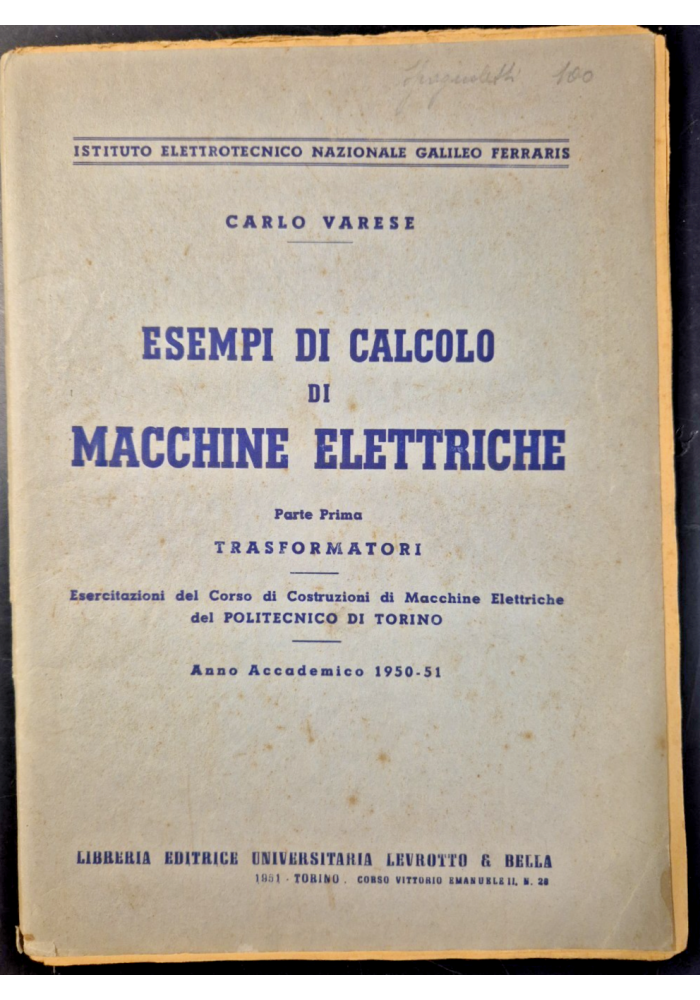 100
ISTITUTO ELETTROTECNICO NAZIONALE GALILEO FERRARIS
CARLO VARESE
ESEMPI DI CALCOLO
DI
MACCHINE ELETTRICHE
Parte Prima
TRASFORMATORI
Esercitazioni del Corso di Costruzioni di Macchine Elettriche
del POLITECNICO DI TORINO
Anno Accademico 1950-51
LIBRERIA EDITRICE UNIVERSITARIA LEVROTTO & BELLA
1951 - TORINO . CORSO VITTORIO EMANUELE II, N. 28